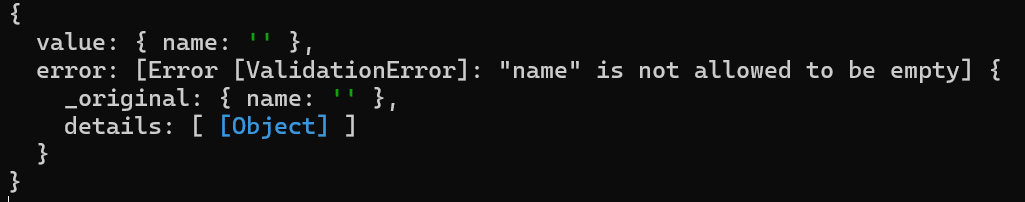 {
  value: { name: '' },
  error: [Error [ValidationError]: "name" is not allowed to be empty] {
    _original: { name: '' },
    details: [ [Object] ]
  }
}